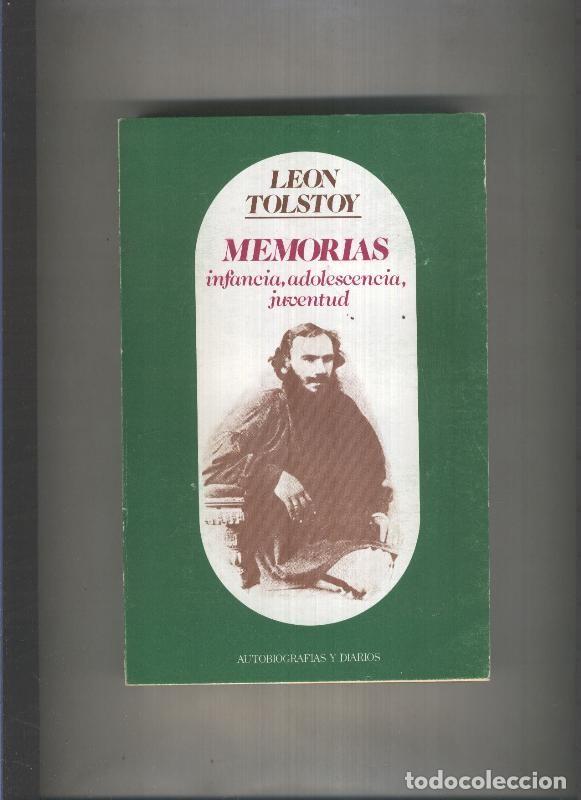 LEON
TOLSTOY
MEMORIAS
infancia, adolescencia,
juventud
AUTOBIOGRAFIAS Y DIARIOS
todocoleccion